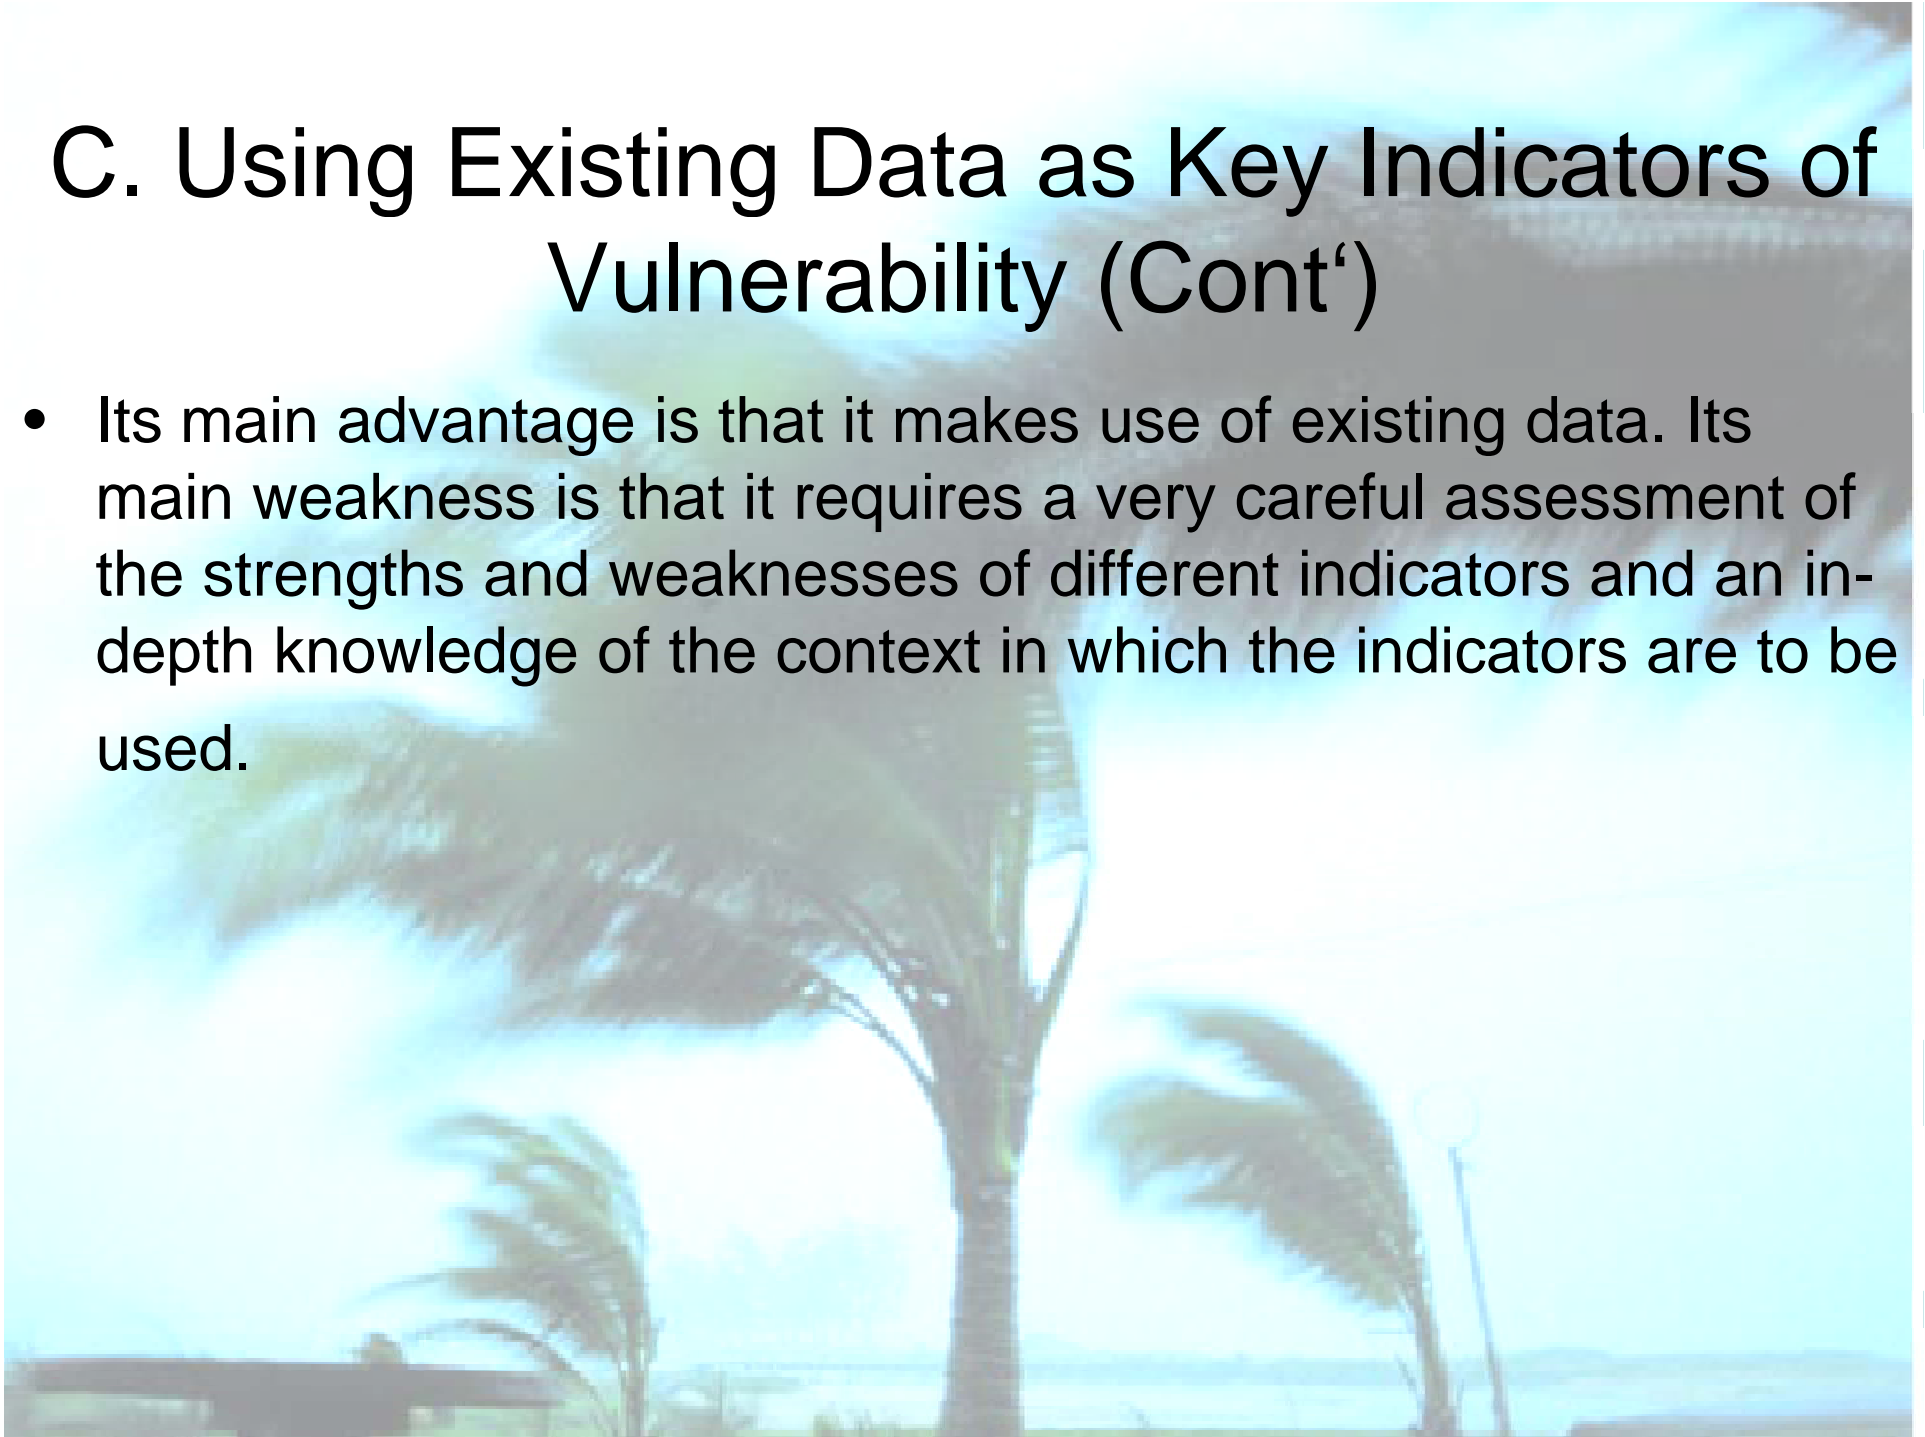 C. Using Existing Data as Key Indicators of
Vulnerability (Cont‘)
• Its main advantage is that it makes use of existing data. Its
main weakness is that it requires a very careful assessment of
the strengths and weaknesses of different indicators and an in-
depth knowledge of the context in which the indicators are to be
used.